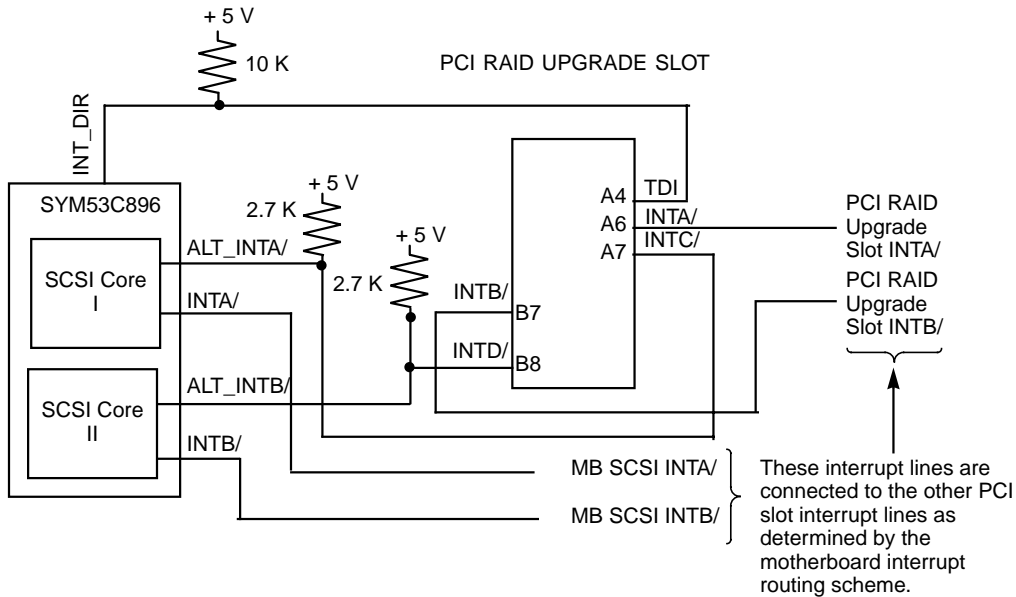 + 5 V
10 K
PCI RAID UPGRADE SLOT
INT_DIR
SYM53C896
SCSI Core
I
ALT_INTA/
INTA/
SCSI Core
II
ALT_INTB/
INTB/
+ 5 V
2.7 K
+ 5 V
2.7 K
INTB/
B7
INTD/
B8
A4
TDI
A6
INTA/
A7
INTC/
PCI RAID
Upgrade
Slot INTA/
PCI RAID
Upgrade
Slot INTB/
MB SCSI INTA/
MB SCSI INTB/
These interrupt lines are
connected to the other PCI
slot interrupt lines as
determined by the
motherboard interrupt
routing scheme.